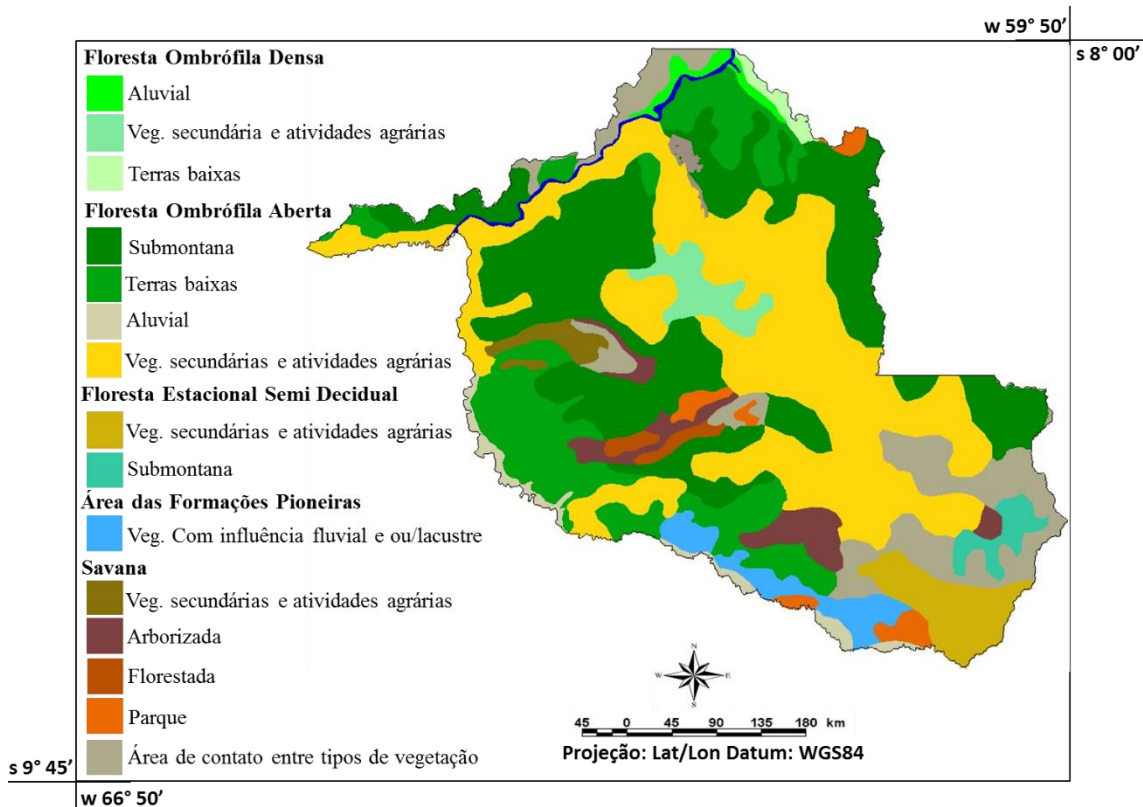 w 59° 50’
s 8° 00’
Floresta Ombrófila Densa
Aluvial
Veg. secundária e atividades agrárias
Terras baixas
Floresta Ombrófila Aberta
Submontana
Terras baixas
Aluvial
Veg. secundárias e atividades agrárias
Floresta Estacional Semi Decidual
Veg. secundárias e atividades agrárias
Submontana
Área das Formações Pioneiras
Veg. Com influência fluvial e ou/lacustre
Savana
Veg. secundárias e atividades agrárias
Arborizada
Florestada
Parque
Área de contato entre tipos de vegetação
N
W E
S
45 0 45 90 135 180 km
Projeção: Lat/Lon Datum: WGS84
s 9° 45’
w 66° 50’